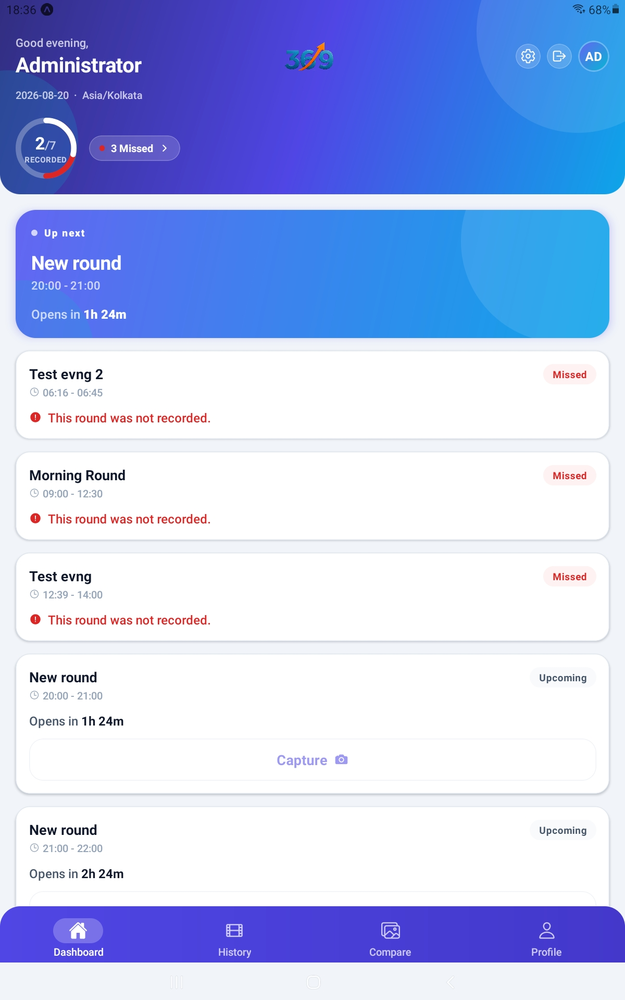 18:36
68%
Good evening,
Administrator
369
AD
2026-08-20 · Asia/Kolkata
2/7
RECORDED
3 Missed
Up next
New round
20:00 - 21:00
Opens in 1h 24m
Test evng 2
Missed
06:16 - 06:45
This round was not recorded.
Morning Round
Missed
09:00 - 12:30
This round was not recorded.
Test evng
Missed
12:39 - 14:00
This round was not recorded.
New round
Upcoming
20:00 - 21:00
Opens in 1h 24m
Capture
New round
Upcoming
21:00 - 22:00
Opens in 2h 24m
Dashboard
History
Compare
Profile